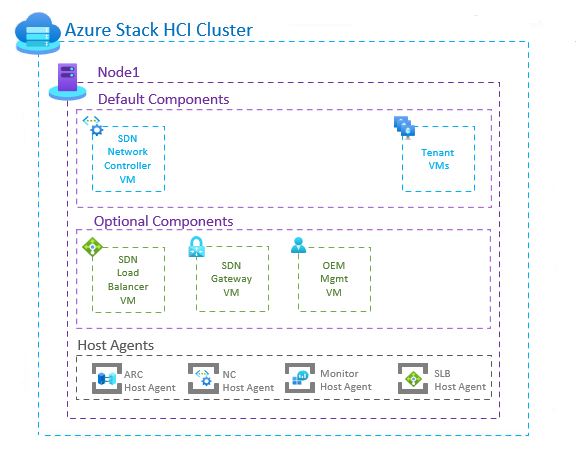 Azure Stack HCI Cluster
Node1
Default Components
SDN
Network
Controller
VM
Tenant
VMs
Optional Components
SDN
Load
Balancer
VM
SDN
Gateway
VM
OEM
Mgmt
VM
Host Agents
ARC
Host Agent
NC
Host Agent
Monitor
Host Agent
SLB
Host Agent